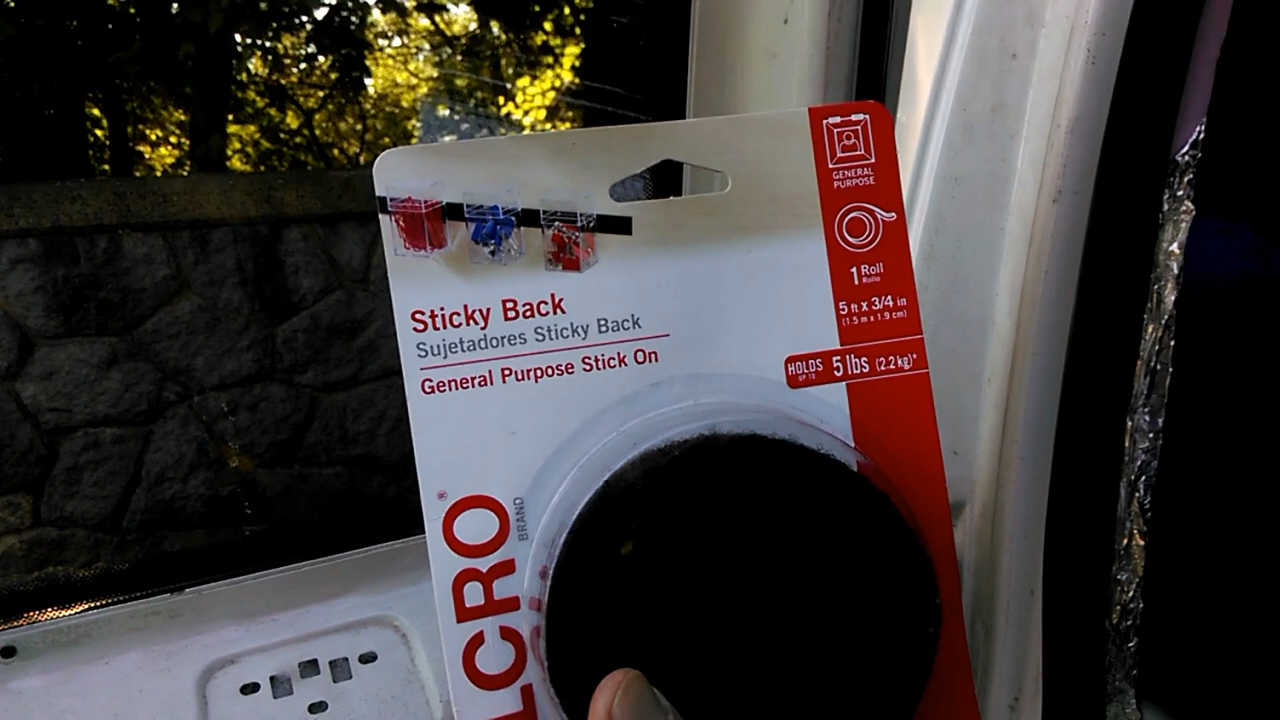 GENERAL
PURPOSE
1 Roll
Rollo
5 ft x 3/4 in
(1.5 m x 1.9 cm)
HOLDS
UP TO
5 lbs (2.2 kg)*
Sticky Back
Sujetadores Sticky Back
General Purpose Stick On
LCRO®
BRAND